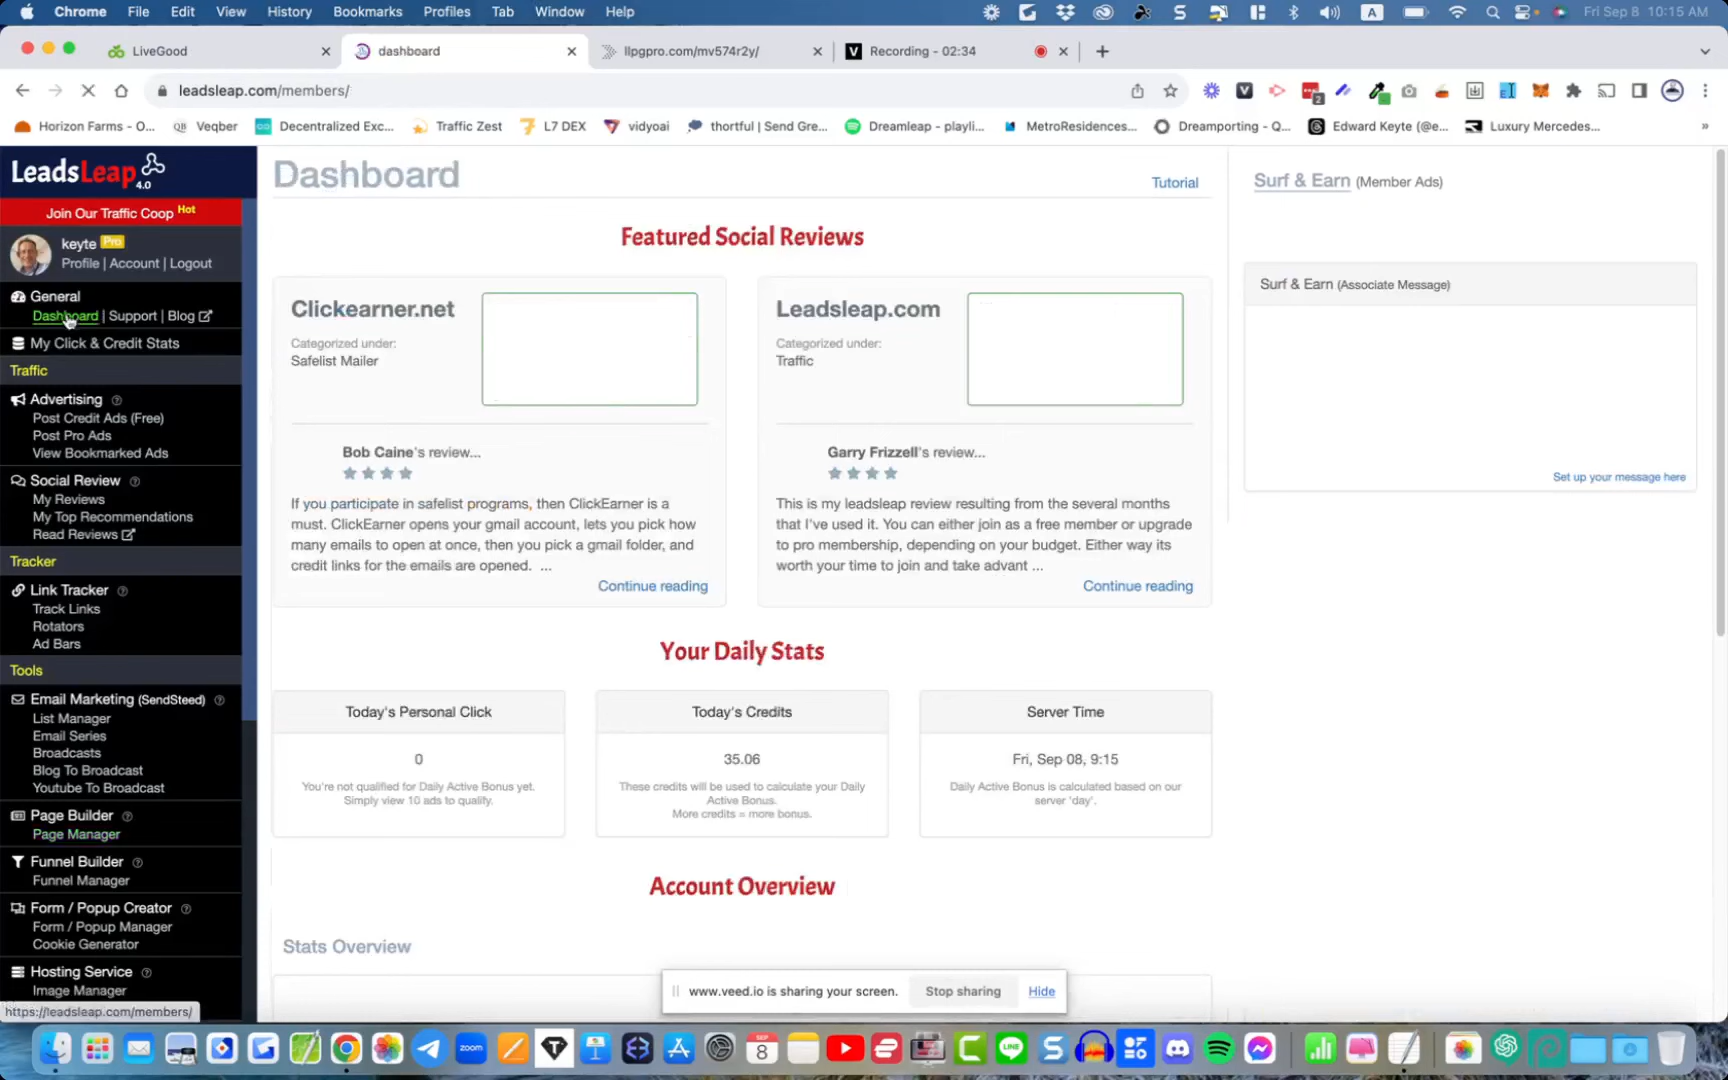 Chrome File Edit View History Bookmarks Profiles Tab Window Help A Fri Sep 8 10:15 AM
LiveGood dashboard llpgpro.com/mv574r2y/ V Recording - 02:34
leadsleap.com/members/
Horizon Farms - O... QB Veqber Decentralized Exc... Traffic Zest L7 DEX vidyoai thortful | Send Gre... Dreamleap - playli... MetroResidences... Dreamporting - Q... Edward Keyte (@e... Luxury Mercedes... »
LeadsLeap 4.0
Join Our Traffic Coop Hot
keyte Pro
Profile | Account | Logout
General
Dashboard | Support | Blog
My Click & Credit Stats
Traffic
Advertising
Post Credit Ads (Free)
Post Pro Ads
View Bookmarked Ads
Social Review
My Reviews
My Top Recommendations
Read Reviews
Tracker
Link Tracker
Track Links
Rotators
Ad Bars
Tools
Email Marketing (SendSteed)
List Manager
Email Series
Broadcasts
Blog To Broadcast
Youtube To Broadcast
Page Builder
Page Manager
Funnel Builder
Funnel Manager
Form / Popup Creator
Form / Popup Manager
Cookie Generator
Hosting Service
Image Manager
https://leadsleap.com/members/
Dashboard
Tutorial
Featured Social Reviews
Clickearner.net
Categorized under:
Safelist Mailer
Bob Caine's review...
If you participate in safelist programs, then ClickEarner is a
must. ClickEarner opens your gmail account, lets you pick how
many emails to open at once, then you pick a gmail folder, and
credit links for the emails are opened. ...
Continue reading
Leadsleap.com
Categorized under:
Traffic
Garry Frizzell's review...
This is my leadsleap review resulting from the several months
that I've used it. You can either join as a free member or upgrade
to pro membership, depending on your budget. Either way its
worth your time to join and take advant ...
Continue reading
Your Daily Stats
Today's Personal Click
0
You're not qualified for Daily Active Bonus yet.
Simply view 10 ads to qualify.
Today's Credits
35.06
These credits will be used to calculate your Daily
Active Bonus.
More credits = more bonus.
Server Time
Fri, Sep 08, 9:15
Daily Active Bonus is calculated based on our
server 'day'.
Account Overview
Stats Overview
Surf & Earn (Member Ads)
Surf & Earn (Associate Message)
Set up your message here
www.veed.io is sharing your screen. Stop sharing Hide
zoom
SEP
8